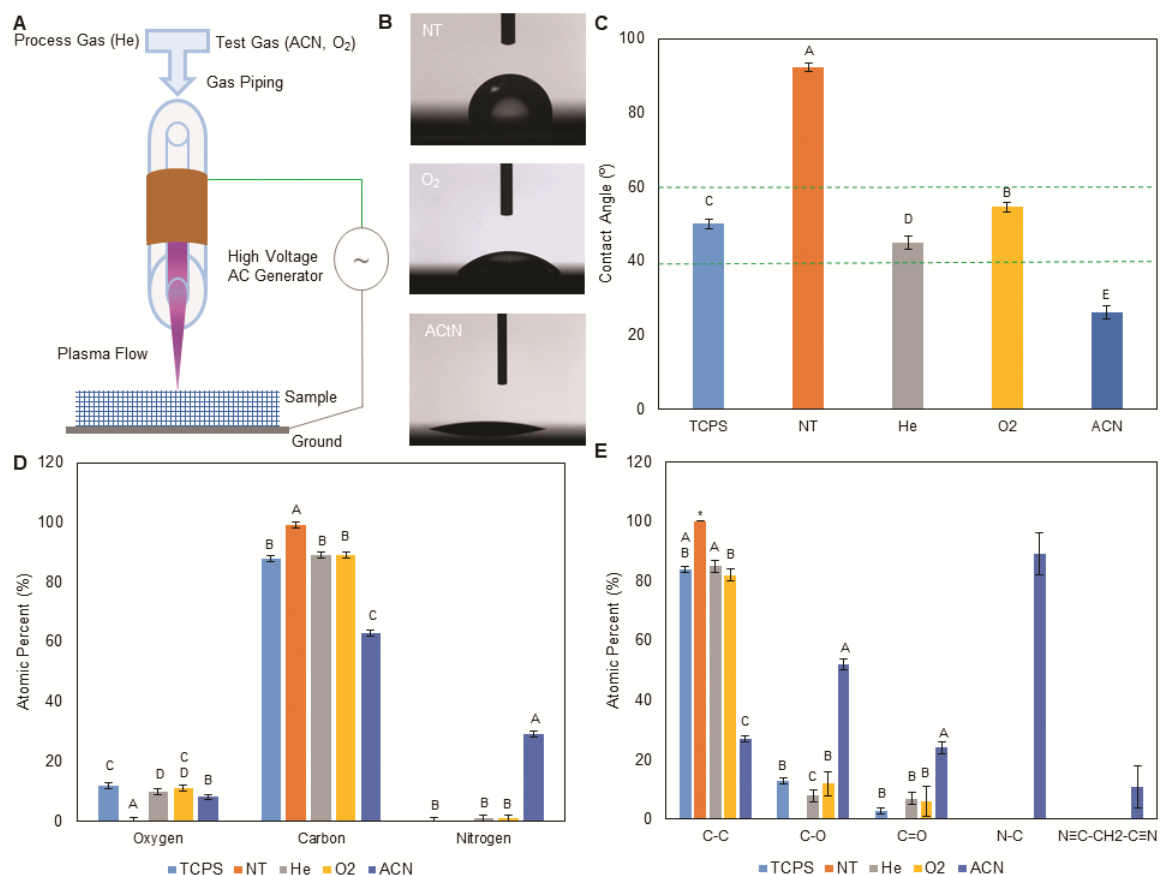 A
Process Gas (He)
Test Gas (ACN, O2)
Gas Piping
High Voltage
AC Generator
~
Plasma Flow
Sample
Ground
B
NT
O2
ACtN
C
Contact Angle (º)
100
80
60
40
20
0
C
A
D
B
E
TCPS
NT
He
O2
ACN
D
Atomic Percent (%)
120
100
80
60
40
20
0
C
A
D
C
D
B
B
A
B
B
C
B
B
B
A
Oxygen
Carbon
Nitrogen
TCPS
NT
He
O2
ACN
E
Atomic Percent (%)
120
100
80
60
40
20
0
A
B
*
A
B
C
B
C
B
A
B
B
B
A
C-C
C-O
C=O
N-C
N≡C-CH2-C≡N
TCPS
NT
He
O2
ACN